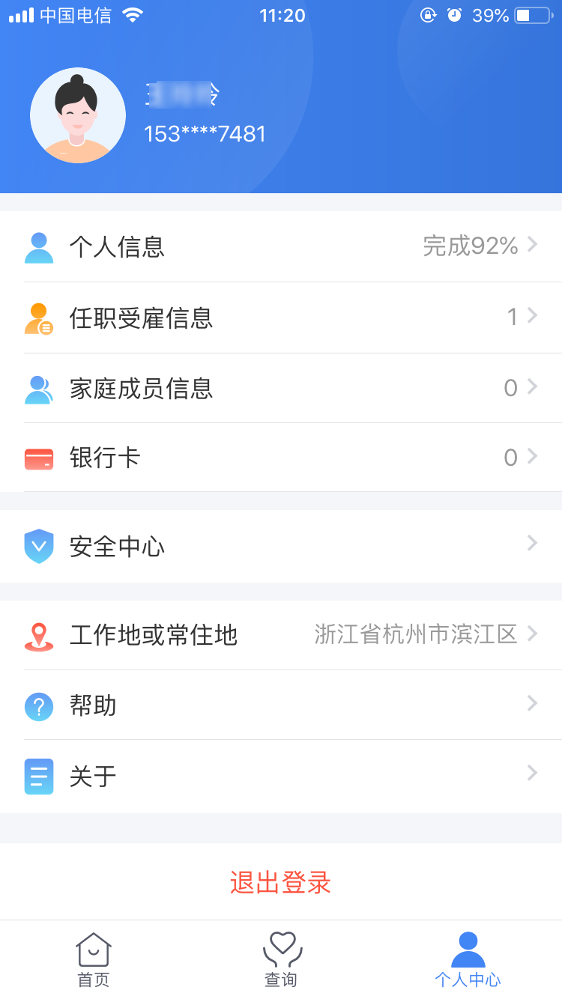 中国电信 11:20 39%
153****7481
个人信息 完成92%
任职受雇信息 1
家庭成员信息 0
银行卡 0
安全中心
工作地或常住地 浙江省杭州市滨江区
帮助
关于
退出登录
首页 查询 个人中心